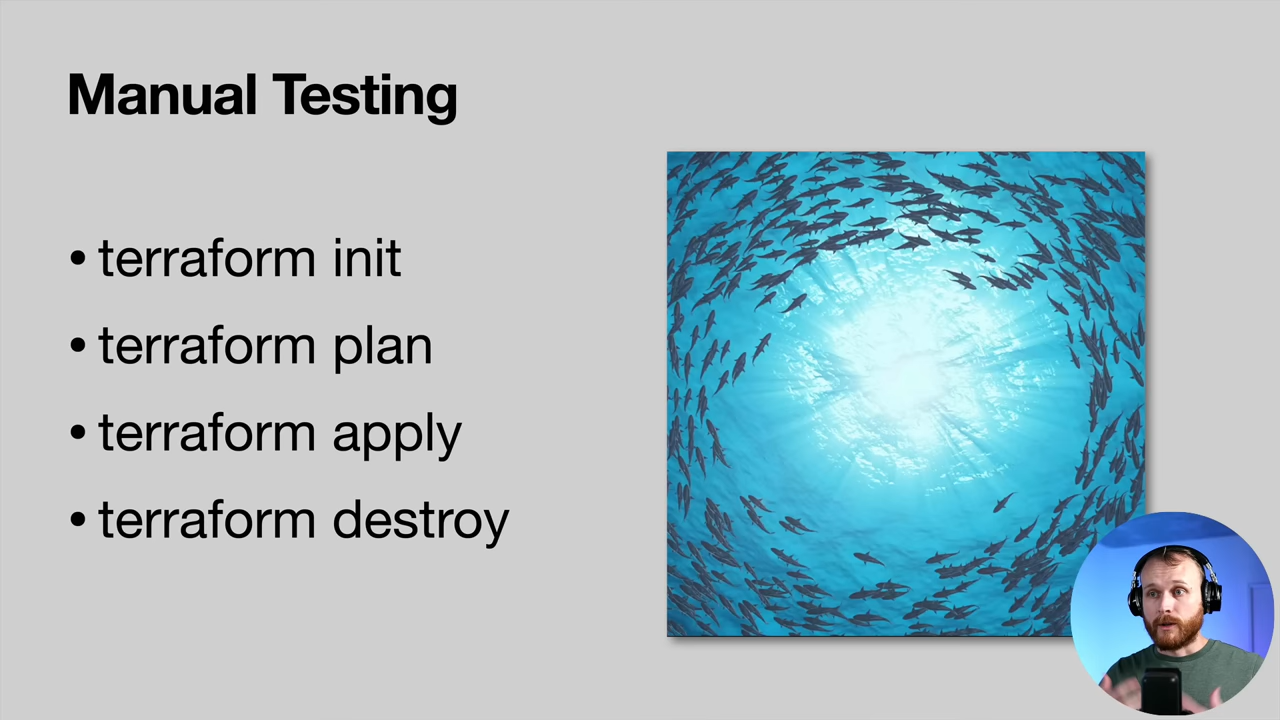 Manual Testing
• terraform init
• terraform plan
• terraform apply
• terraform destroy